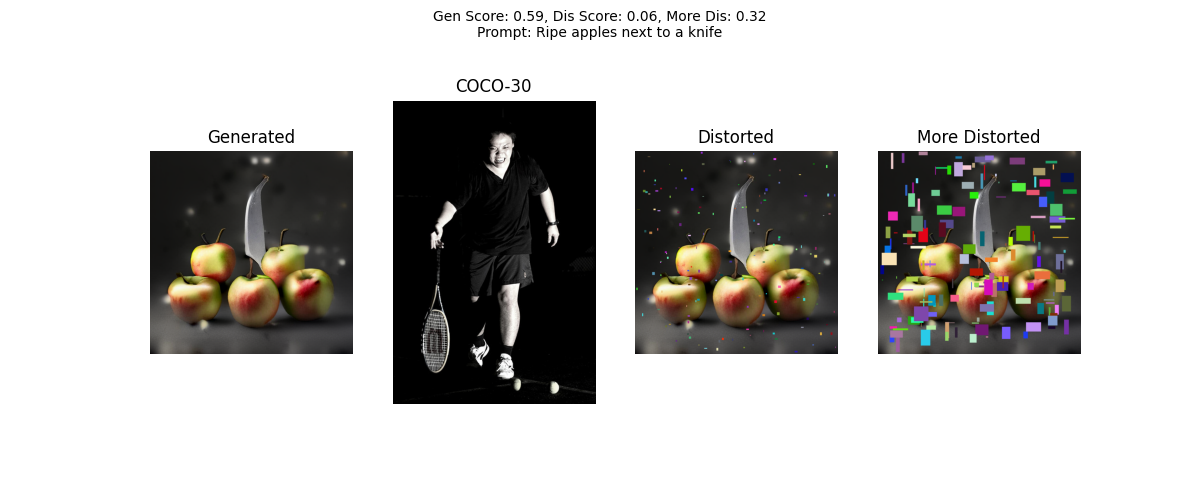 Gen Score: 0.59, Dis Score: 0.06, More Dis: 0.32
Prompt: Ripe apples next to a knife
COCO-30
Generated
Distorted
More Distorted